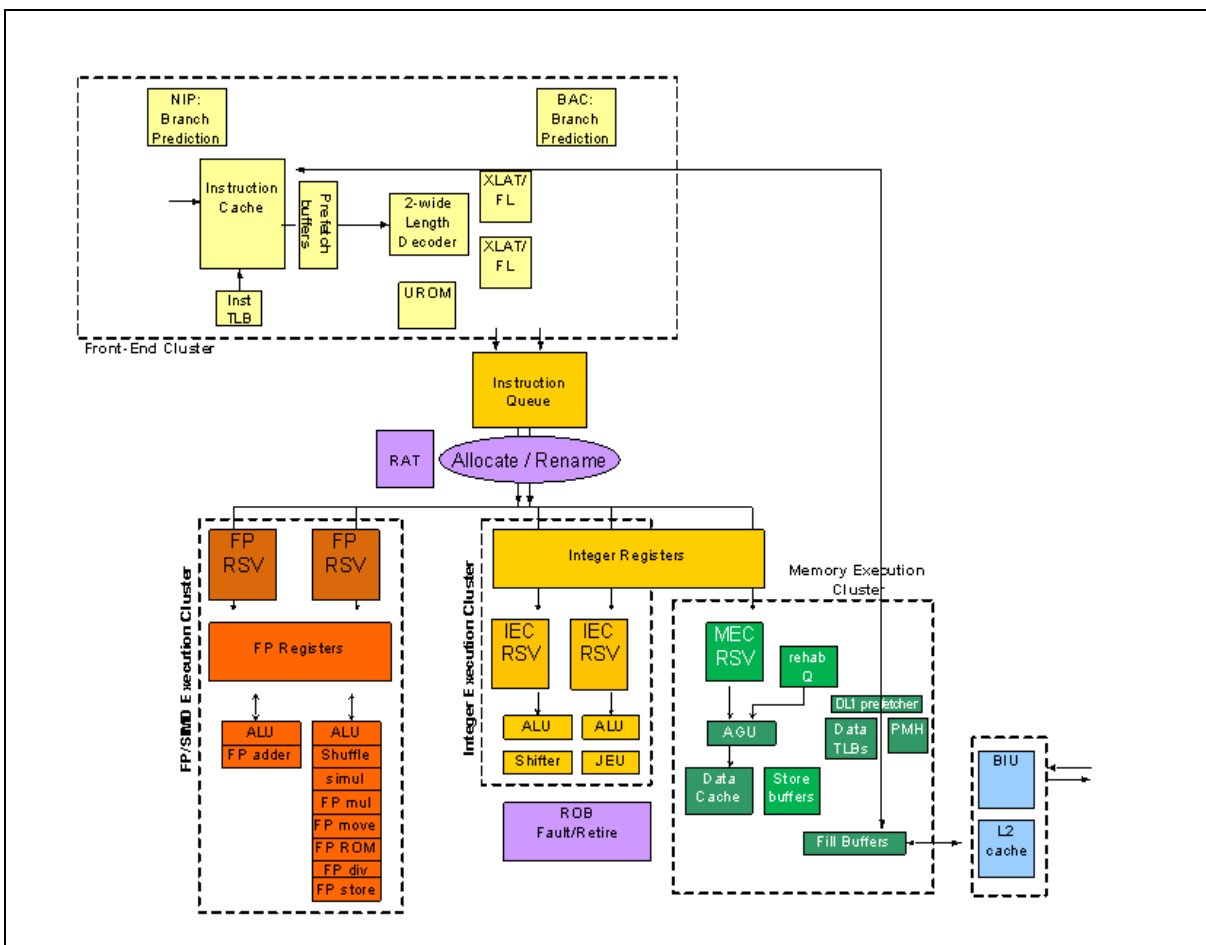 NIP:
Branch
Prediction
BAC:
Branch
Prediction
Instruction
Cache
Prefetch
buffers
2-wide
Length
Decoder
XLAT/
FL
XLAT/
FL
UROM
Inst
TLB
Front-End Cluster
Instruction
Queue
RAT
Allocate / Rename
FP/SIMD Execution Cluster
FP
RSV
FP
RSV
FP Registers
ALU
FP adder
ALU
Shuffle
simul
FP mul
FP move
FP ROM
FP div
FP store
Integer Execution Cluster
Integer Registers
IEC
RSV
IEC
RSV
ALU
Shifter
ALU
JEU
ROB
Fault/Retire
Memory Execution
Cluster
MEC
RSV
rehab
Q
DL1 prefetcher
AGU
Data
TLBs
PMH
Data
Cache
Store
buffers
Fill Buffers
BIU
L2
cache